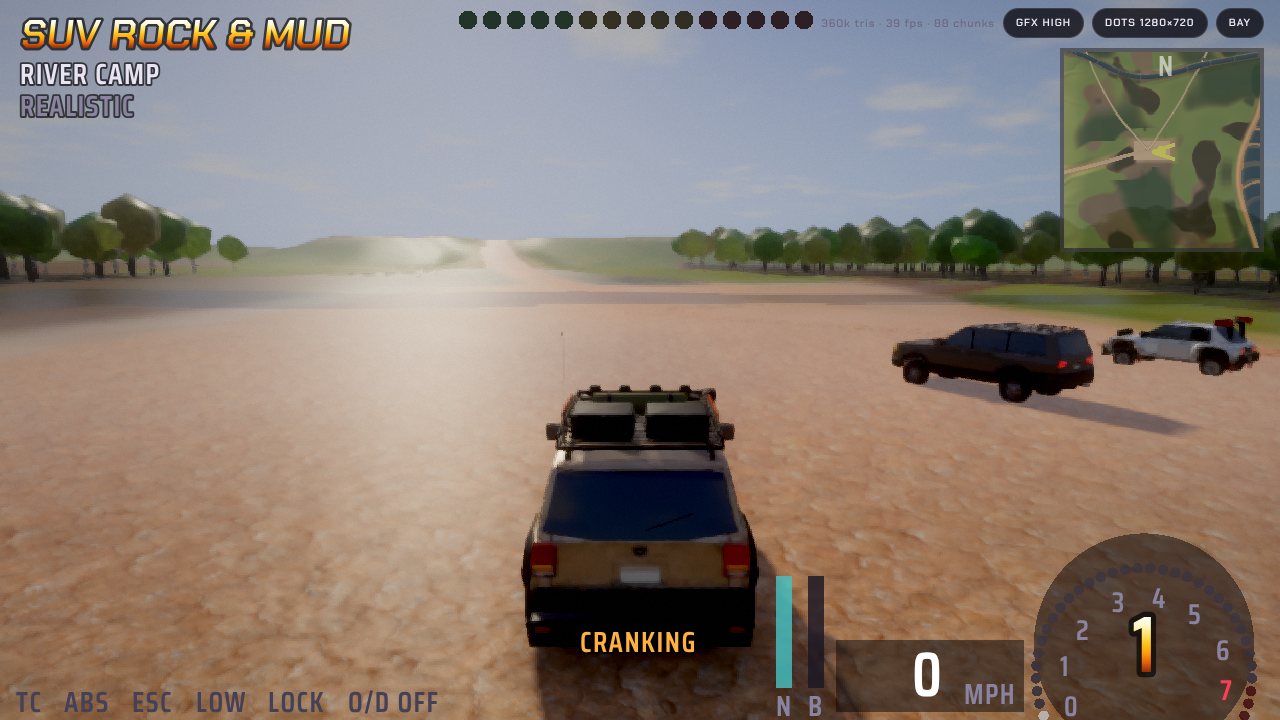 SUV ROCK & MUD
RIVER CAMP
REALISTIC
360k tris · 39 fps · 80 chunks
GFX HIGH
DOTS 1280×720
BAY
N
CRANKING
TC ABS ESC LOW LOCK O/D OFF
N B
0 MPH
0 1 2 3 4 5 6 7
1